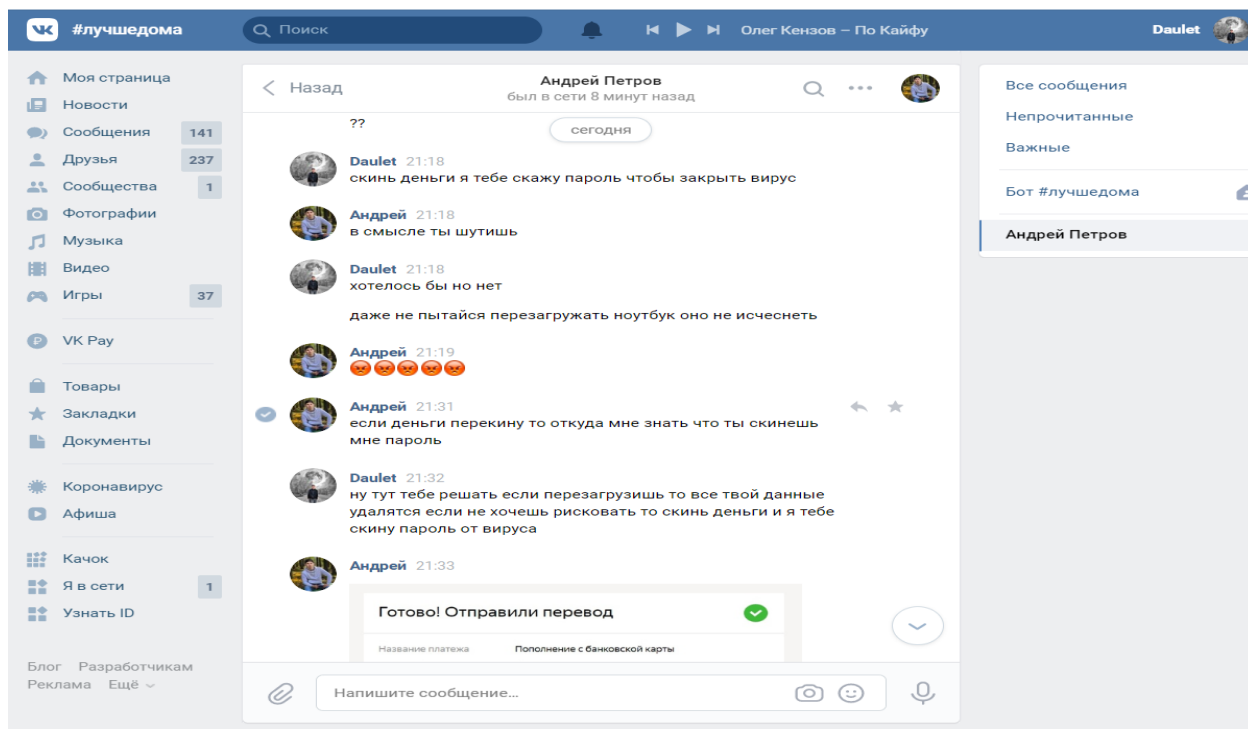 #лучшедома
Поиск
Олег Кензов – По Кайфу
Daulet
Моя страница
Новости
Сообщения 141
Друзья 237
Сообщества 1
Фотографии
Музыка
Видео
Игры 37
VK Pay
Товары
Закладки
Документы
Коронавирус
Афиша
Качок
Я в сети 1
Узнать ID
Блог Разработчикам
Реклама Ещё
Назад
Андрей Петров
был в сети 8 минут назад
??
сегодня
Daulet 21:18
скинь деньги я тебе скажу пароль чтобы закрыть вирус
Андрей 21:18
в смысле ты шутишь
Daulet 21:18
хотелось бы но нет
даже не пытайся перезагружать ноутбук оно не исчеснеть
Андрей 21:19
Андрей 21:31
если деньги перекину то откуда мне знать что ты скинешь
мне пароль
Daulet 21:32
ну тут тебе решать если перезагрузишь то все твой данные
удалятся если не хочешь рисковать то скинь деньги и я тебе
скину пароль от вируса
Андрей 21:33
Готово! Отправили перевод
Название платежа Пополнение с банковской карты
Напишите сообщение...
Все сообщения
Непрочитанные
Важные
Бот #лучшедома
Андрей Петров